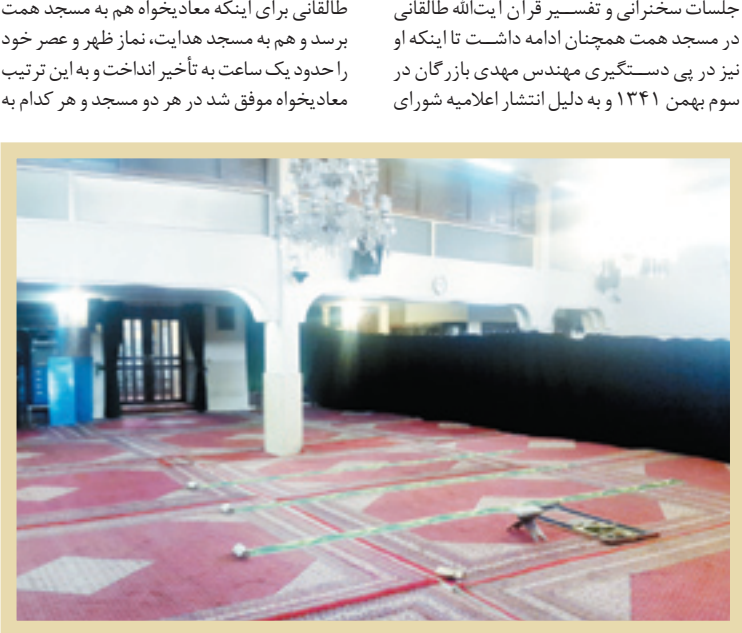 جلسات سخنرانی و تفسیر قرآن آیت‌الله طالقانی
در مسجد همت همچنان ادامه داشت تا اینکه او
نیز در پی دستگیری مهندس مهدی بازرگان در
سوم بهمن ۱۳۴۱ و به دلیل انتشار اعلامیه شورای
طالقانی برای اینکه معادیخواه هم به مسجد همت
برسد و هم به مسجد هدایت، نماز ظهر و عصر خود
را حدود یک ساعت به تأخیر انداخت و به این ترتیب
معادیخواه موفق شد در هر دو مسجد و هر کدام به